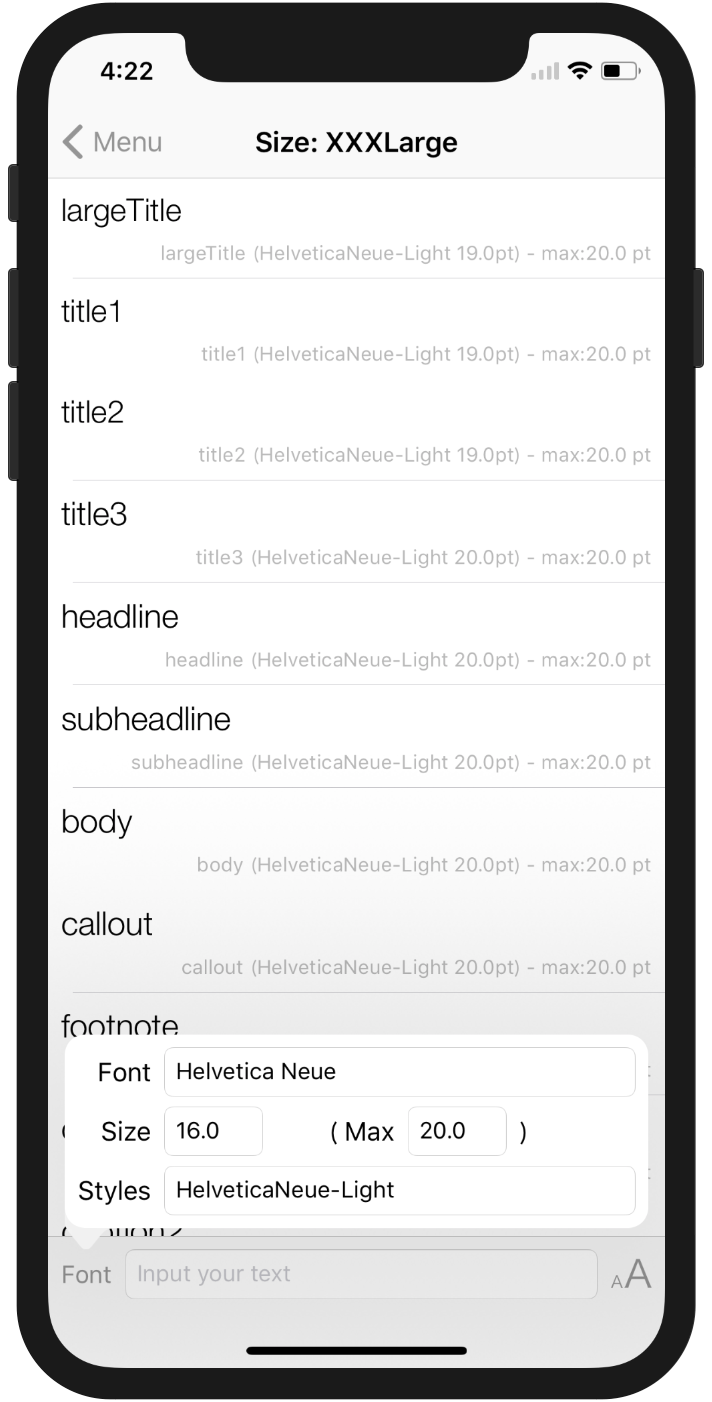 4:22
Menu
Size: XXXLarge
largeTitle
largeTitle (HelveticaNeue-Light 19.0pt) - max:20.0 pt
title1
title1 (HelveticaNeue-Light 19.0pt) - max:20.0 pt
title2
title2 (HelveticaNeue-Light 19.0pt) - max:20.0 pt
title3
title3 (HelveticaNeue-Light 20.0pt) - max:20.0 pt
headline
headline (HelveticaNeue-Light 20.0pt) - max:20.0 pt
subheadline
subheadline (HelveticaNeue-Light 20.0pt) - max:20.0 pt
body
body (HelveticaNeue-Light 20.0pt) - max:20.0 pt
callout
callout (HelveticaNeue-Light 20.0pt) - max:20.0 pt
footnote
Font Helvetica Neue
Size 16.0 ( Max 20.0 )
Styles HelveticaNeue-Light
Font Input your text AA